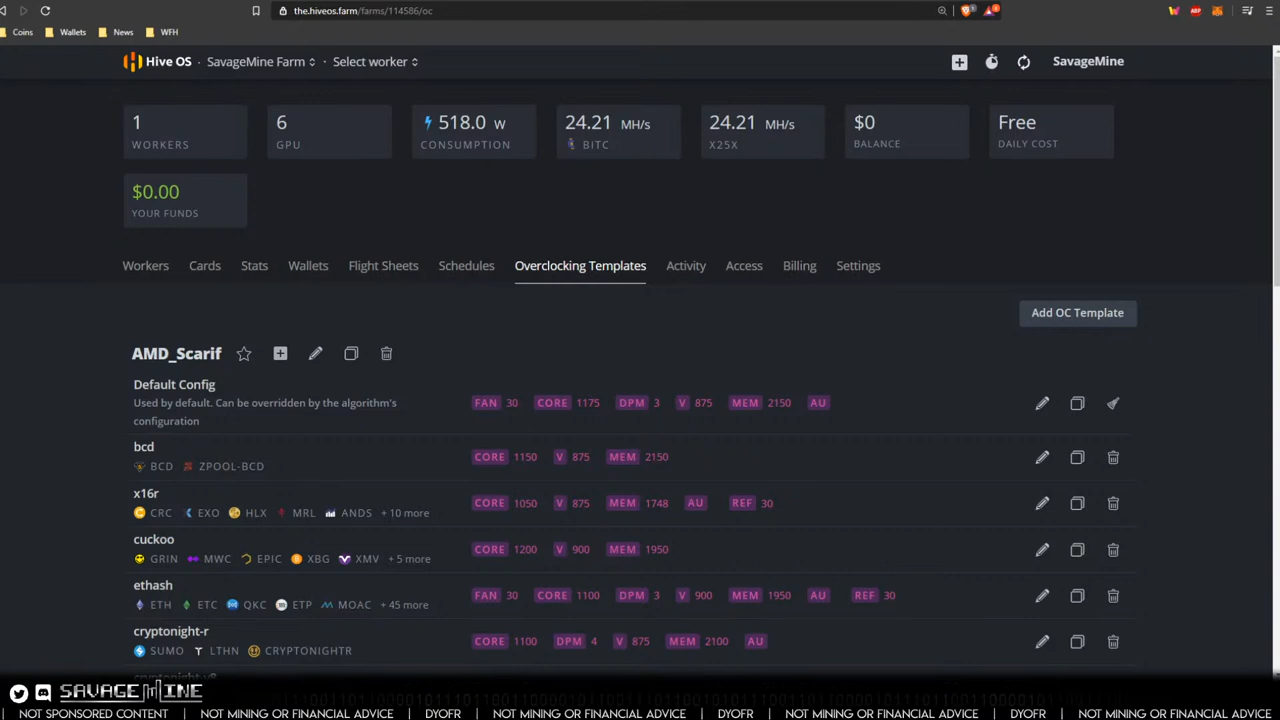 the.hiveos.farm/farms/114586/oc
Coins Wallets News WFH
Hive OS · SavageMine Farm · Select worker SavageMine
1 6 518.0 W 24.21 MH/s 24.21 MH/s $0 Free
WORKERS GPU CONSUMPTION BITC X25X BALANCE DAILY COST
$0.00
YOUR FUNDS
Workers Cards Stats Wallets Flight Sheets Schedules Overclocking Templates Activity Access Billing Settings
Add OC Template
AMD_Scarif
Default Config
Used by default. Can be overridden by the algorithm's
configuration
FAN 30 CORE 1175 DPM 3 V 875 MEM 2150 AU
bcd
BCD ZPOOL-BCD
CORE 1150 V 875 MEM 2150
x16r
CRC EXO HLX MRL ANDS + 10 more
CORE 1050 V 875 MEM 1748 AU REF 30
cuckoo
GRIN MWC EPIC XBG XMV + 5 more
CORE 1200 V 900 MEM 1950
ethash
ETH ETC QKC ETP MOAC + 45 more
FAN 30 CORE 1100 DPM 3 V 900 MEM 1950 AU REF 30
cryptonight-r
SUMO LTHN CRYPTONIGHTR
CORE 1100 DPM 4 V 875 MEM 2100 AU
SAVAGE MINE
NOT SPONSORED CONTENT | NOT MINING OR FINANCIAL ADVICE | DYOFR | NOT MINING OR FINANCIAL ADVICE | DYOFR | NOT MINING OR FINANCIAL ADVICE | DYOFR | NOT MINING OR FINANCIAL ADVICE